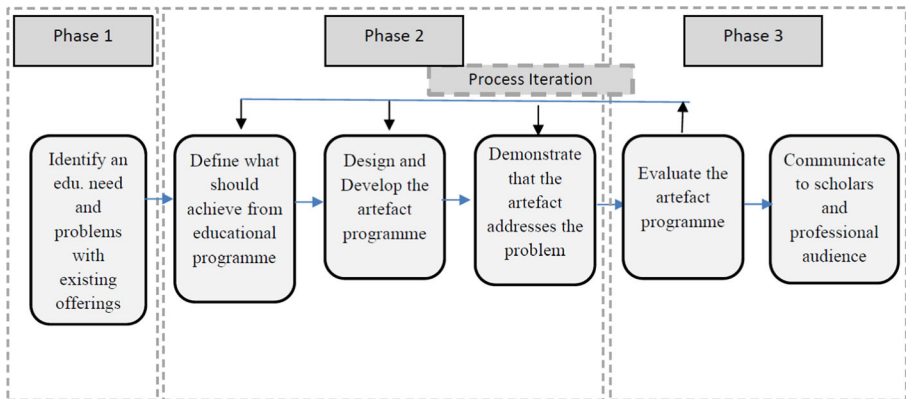 Phase 1
Phase 2
Phase 3
Process Iteration
Identify an
edu. need
and
problems
with
existing
offerings
Define what
should
achieve from
educational
programme
Design and
Develop the
artefact
programme
Demonstrate
that the
artefact
addresses the
problem
Evaluate the
artefact
programme
Communicate
to scholars
and
professional
audience